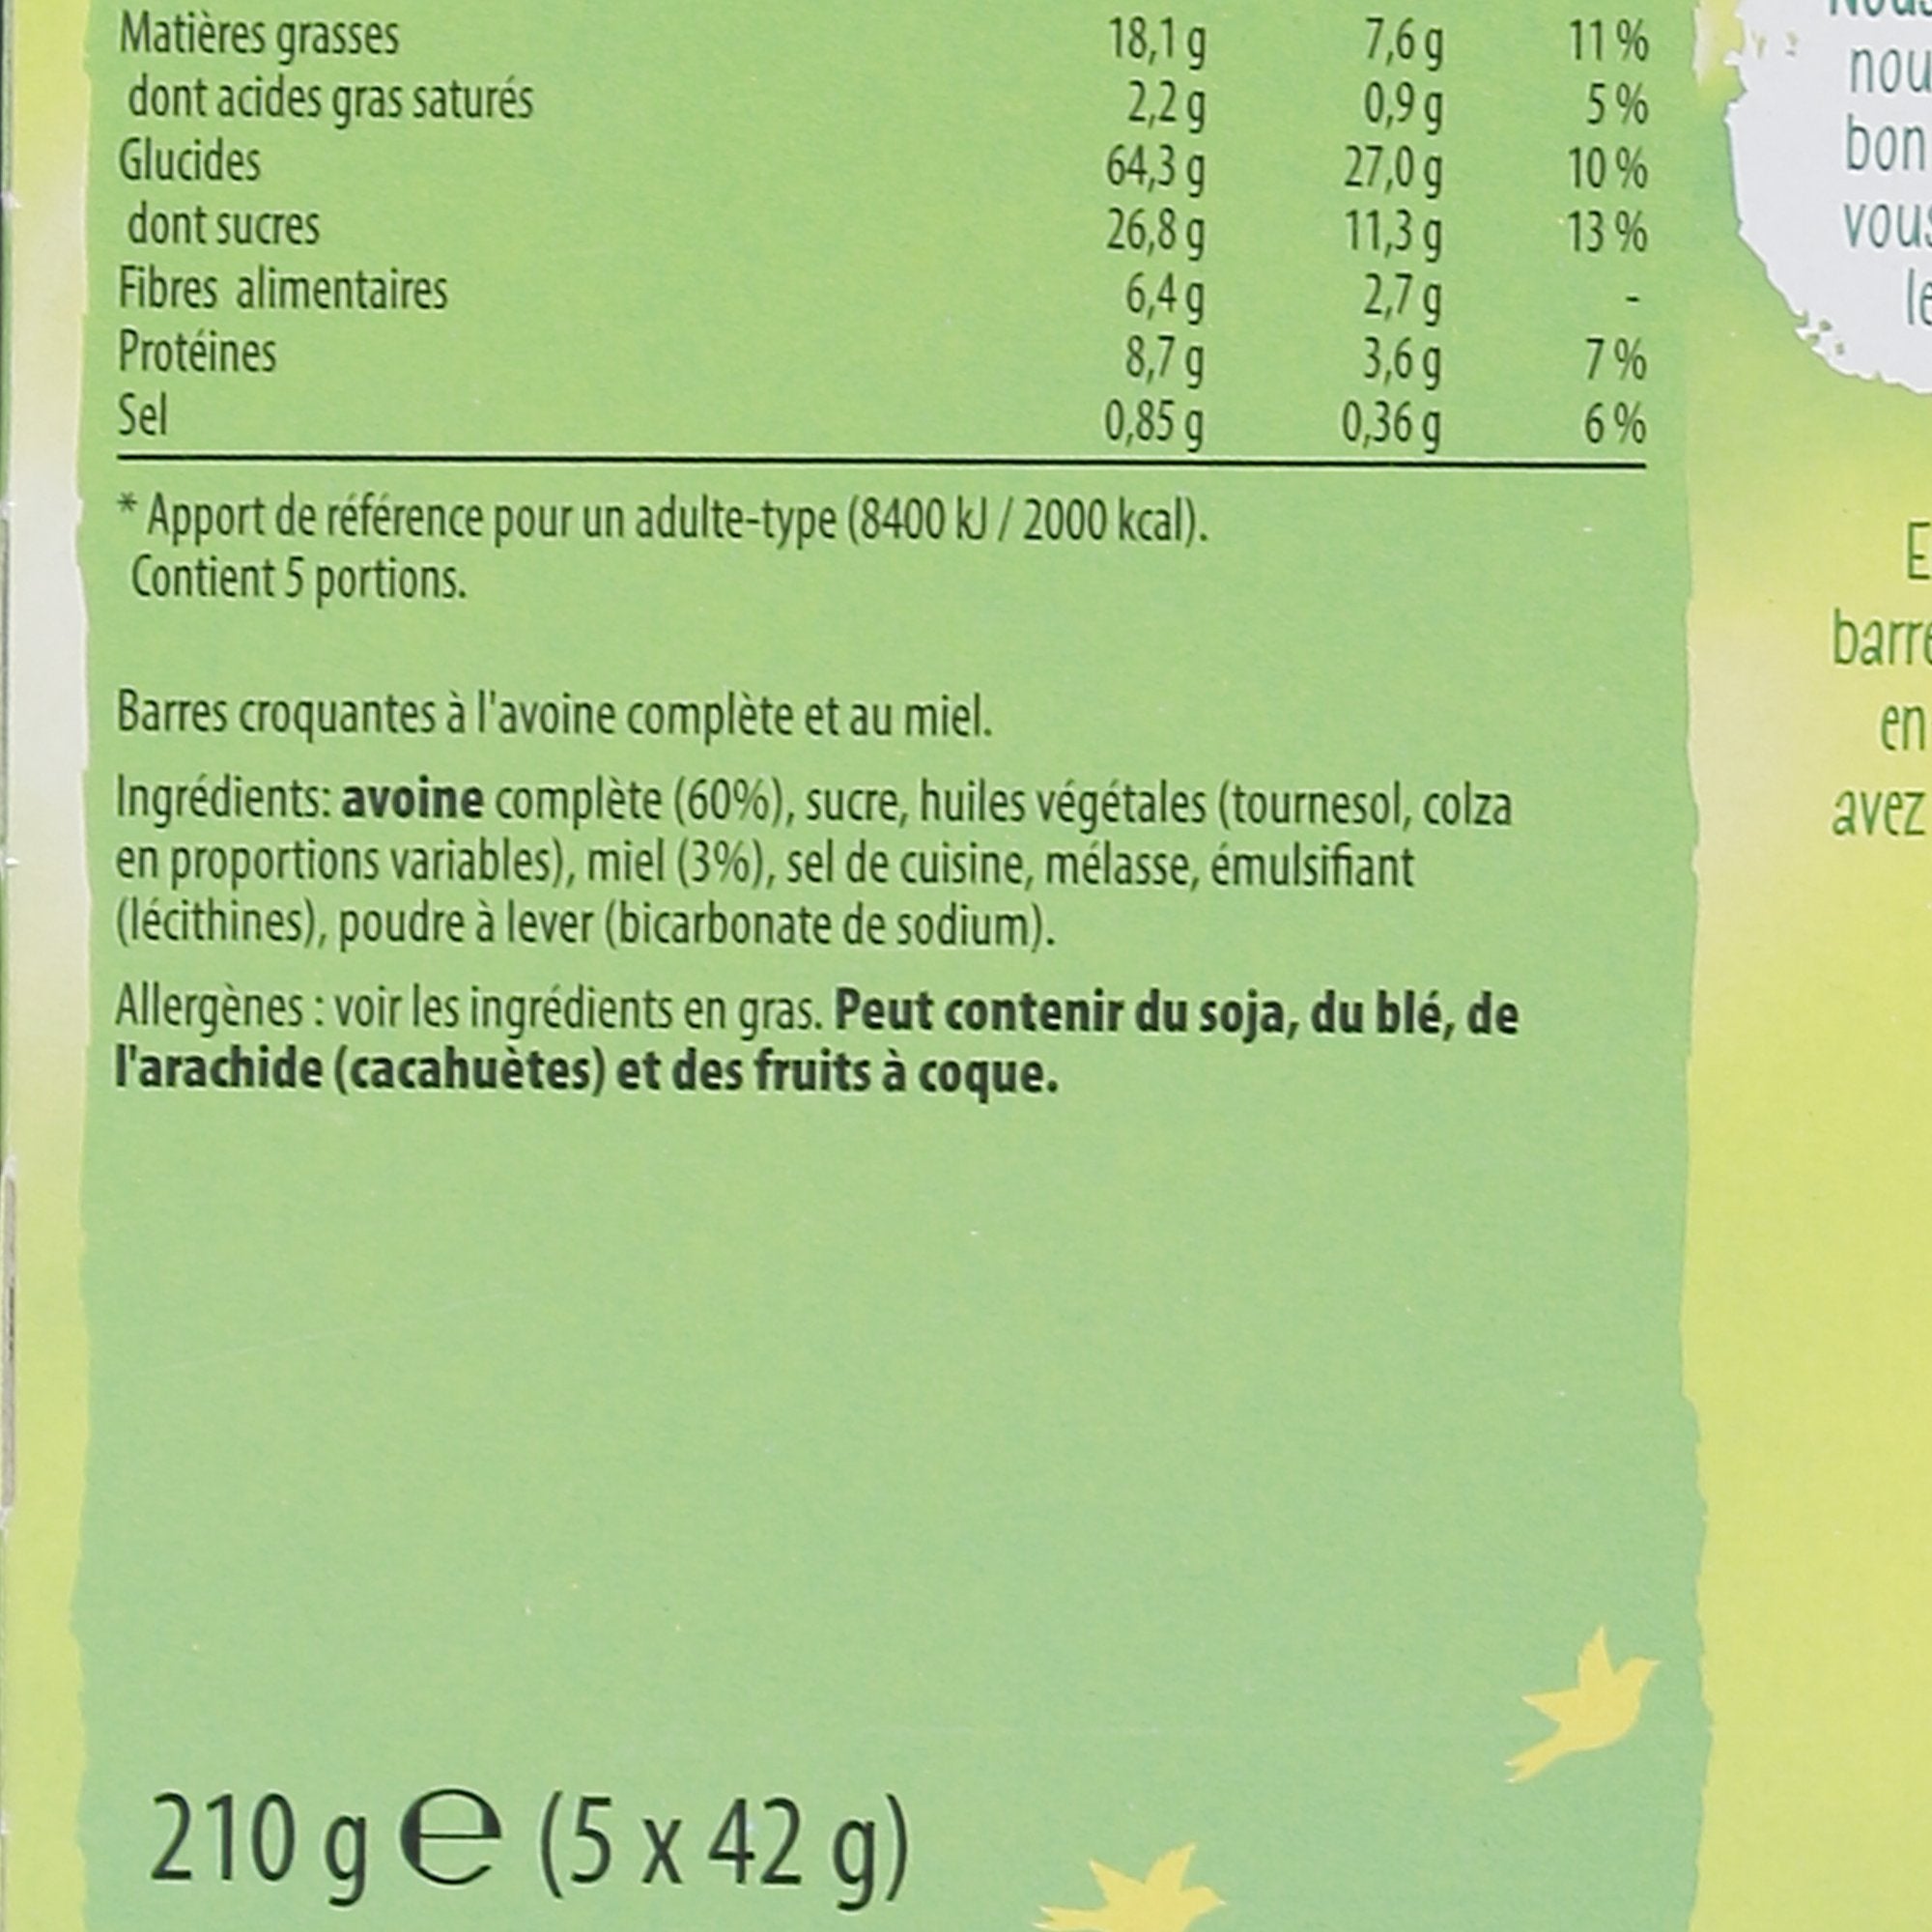 Matières grasses 18,1 g 7,6 g 11 %
dont acides gras saturés 2,2 g 0,9 g 5 %
Glucides 64,3 g 27,0 g 10 %
dont sucres 26,8 g 11,3 g 13 %
Fibres alimentaires 6,4 g 2,7 g -
Protéines 8,7 g 3,6 g 7 %
Sel 0,85 g 0,36 g 6 %
* Apport de référence pour un adulte-type (8400 kJ / 2000 kcal).
Contient 5 portions.
Barres croquantes à l'avoine complète et au miel.
Ingrédients: avoine complète (60%), sucre, huiles végétales (tournesol, colza
en proportions variables), miel (3%), sel de cuisine, mélasse, émulsifiant
(lécithines), poudre à lever (bicarbonate de sodium).
Allergènes : voir les ingrédients en gras. Peut contenir du soja, du blé, de
l'arachide (cacahuètes) et des fruits à coque.
210 g e (5 x 42 g)
bon
vous
en
avez